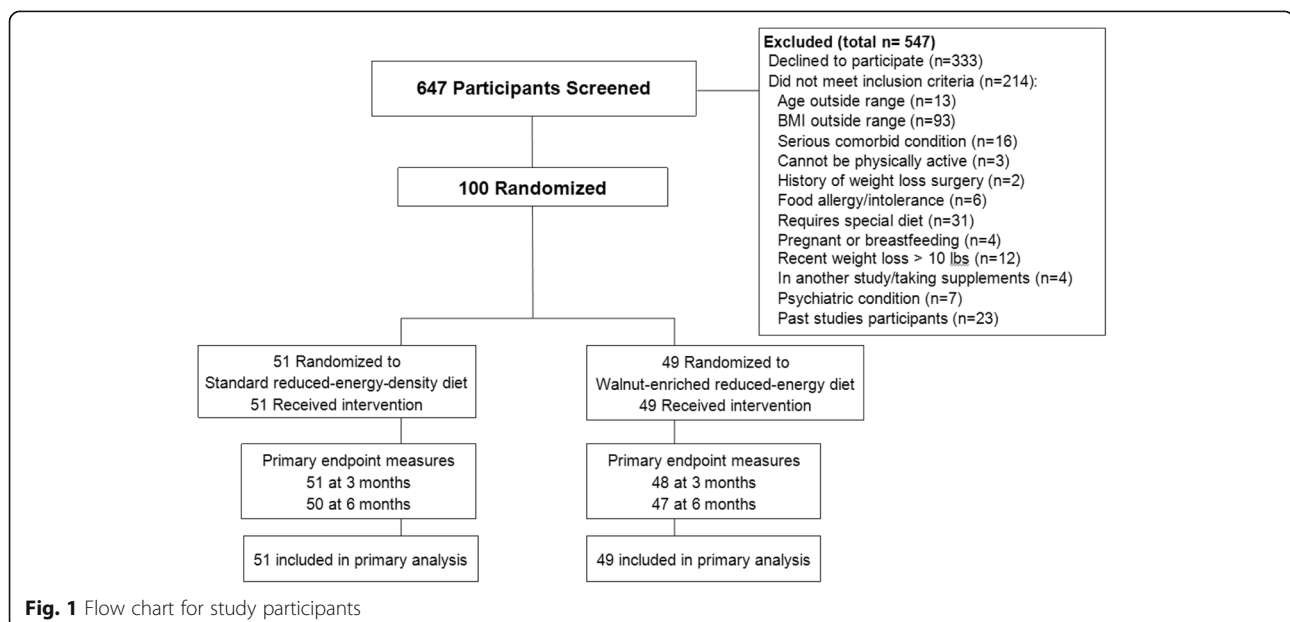 647 Participants Screened
Excluded (total n= 547)
Declined to participate (n=333)
Did not meet inclusion criteria (n=214):
Age outside range (n=13)
BMI outside range (n=93)
Serious comorbid condition (n=16)
Cannot be physically active (n=3)
History of weight loss surgery (n=2)
Food allergy/intolerance (n=6)
Requires special diet (n=31)
Pregnant or breastfeeding (n=4)
Recent weight loss > 10 lbs (n=12)
In another study/taking supplements (n=4)
Psychiatric condition (n=7)
Past studies participants (n=23)
100 Randomized
51 Randomized to
Standard reduced-energy-density diet
51 Received intervention
49 Randomized to
Walnut-enriched reduced-energy diet
49 Received intervention
Primary endpoint measures
51 at 3 months
50 at 6 months
Primary endpoint measures
48 at 3 months
47 at 6 months
51 included in primary analysis
49 included in primary analysis
Fig. 1 Flow chart for study participants